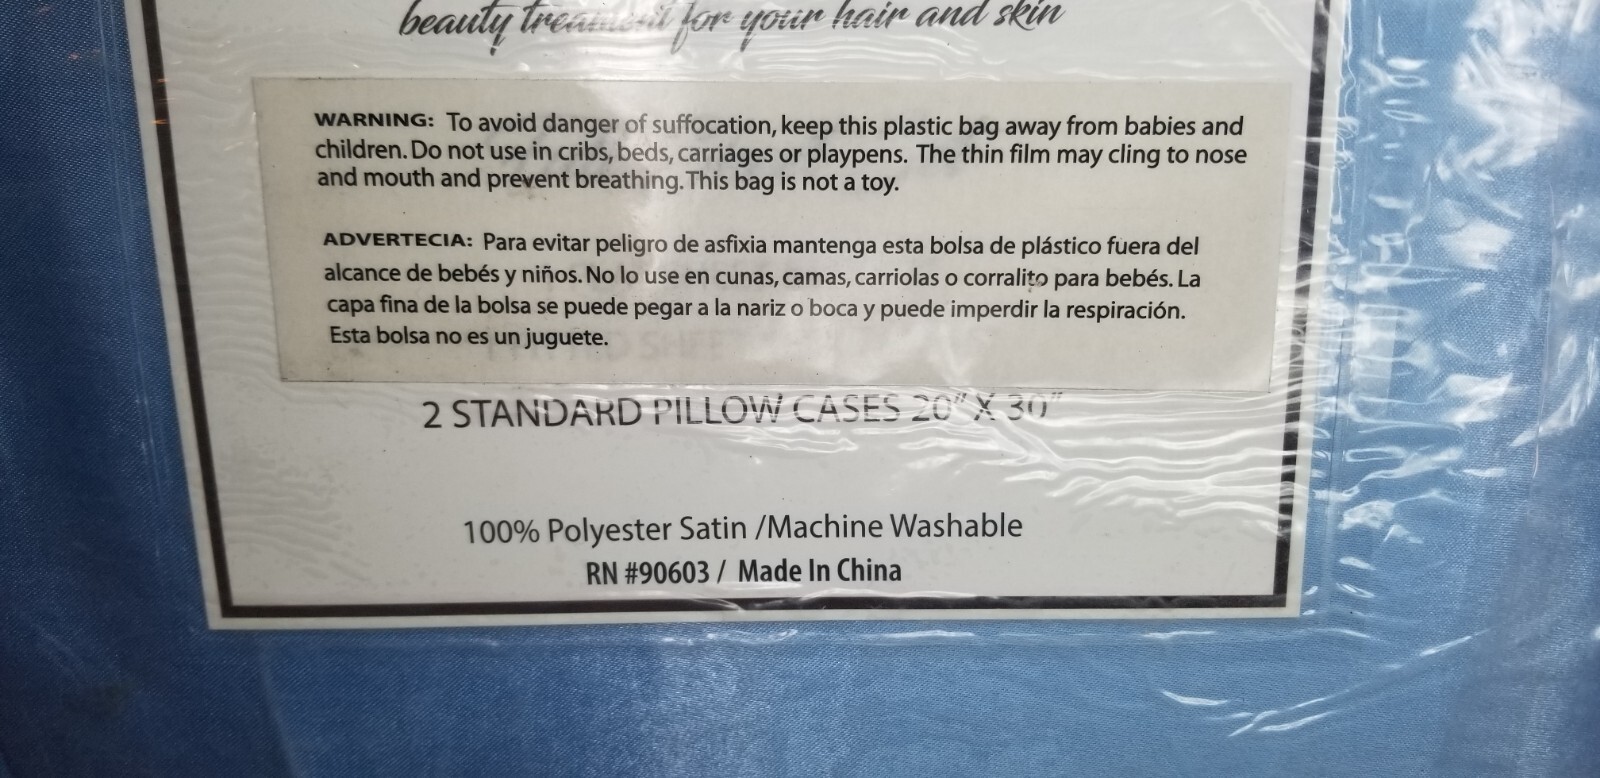 beauty treatment for your hair and skin
WARNING: To avoid danger of suffocation, keep this plastic bag away from babies and
children. Do not use in cribs, beds, carriages or playpens. The thin film may cling to nose
and mouth and prevent breathing. This bag is not a toy.
ADVERTECIA: Para evitar peligro de asfixia mantenga esta bolsa de plástico fuera del
alcance de bebés y niños. No lo use en cunas, camas, carriolas o corralito para bebés. La
capa fina de la bolsa se puede pegar a la nariz o boca y puede imperdir la respiración.
Esta bolsa no es un juguete.
2 STANDARD PILLOW CASES 20" X 30"
100% Polyester Satin /Machine Washable
RN #90603 / Made In China